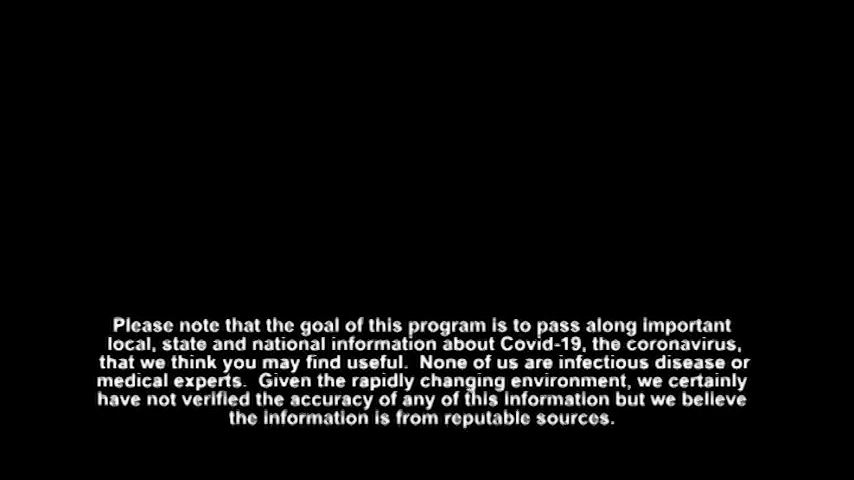 Please note that the goal of this program is to pass along important
local, state and national information about Covid-19, the coronavirus,
that we think you may find useful.  None of us are infectious disease or
medical experts.  Given the rapidly changing environment, we certainly
have not verified the accuracy of any of this information but we believe
the information is from reputable sources.